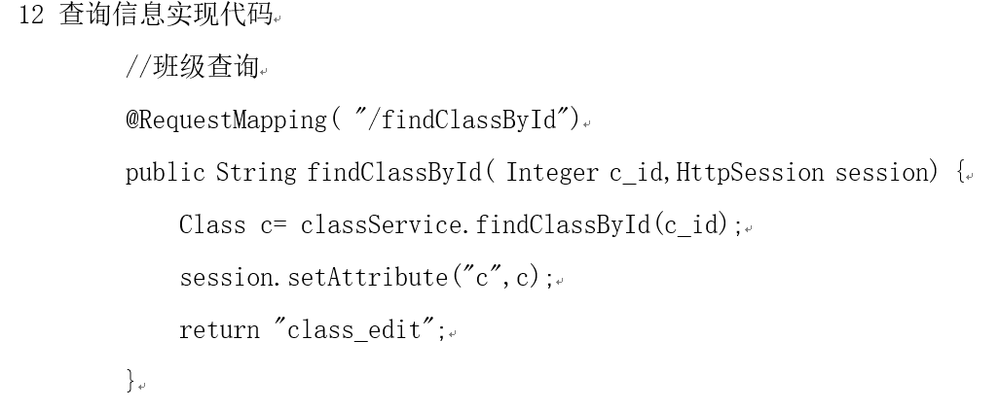 12 查询信息实现代码
//班级查询
@RequestMapping( "/findClassById")
public String findClassById( Integer c_id,HttpSession session) {
Class c= classService.findClassById(c_id);
session.setAttribute("c",c);
return "class_edit";
}